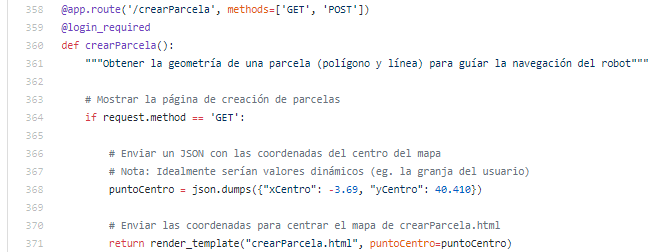 358 @app.route('/crearParcela', methods=['GET', 'POST'])
359 @login_required
360 def crearParcela():
361 """Obtener la geometría de una parcela (polígono y línea) para guíar la navegación del robot"""
362
363 # Mostrar la página de creación de parcelas
364 if request.method == 'GET':
365
366 # Enviar un JSON con las coordenadas del centro del mapa
367 # Nota: Idealmente serían valores dinámicos (eg. la granja del usuario)
368 puntoCentro = json.dumps({"xCentro": -3.69, "yCentro": 40.410})
369
370 # Enviar las coordenadas para centrar el mapa de crearParcela.html
371 return render_template("crearParcela.html", puntoCentro=puntoCentro)